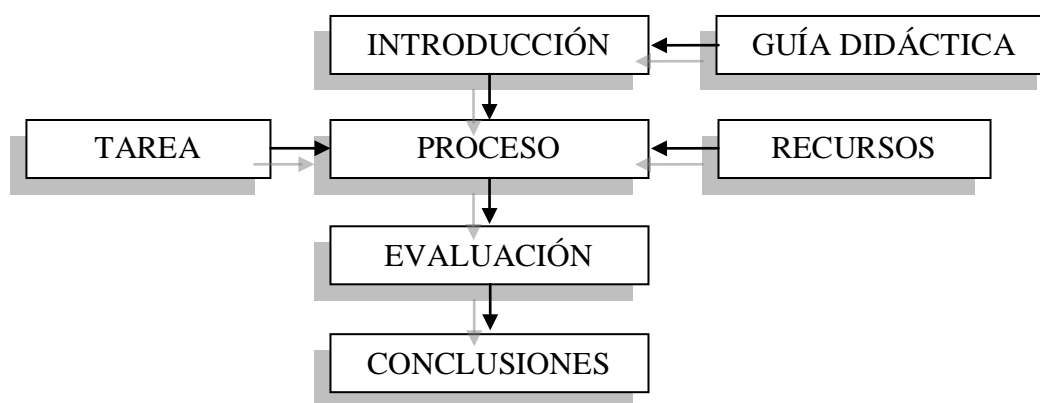 INTRODUCCIÓN
GUÍA DIDÁCTICA
TAREA
PROCESO
RECURSOS
EVALUACIÓN
CONCLUSIONES